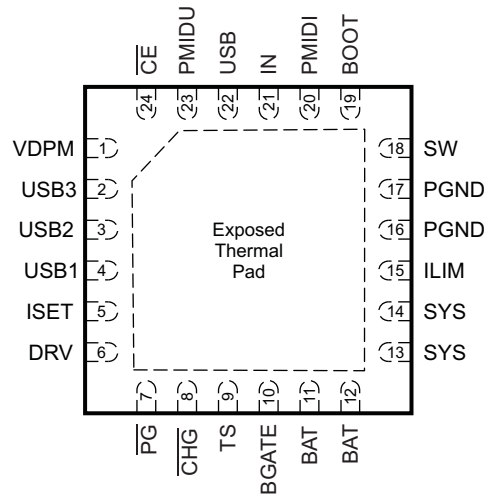 CE
PMIDU
USB
IN
PMIDI
BOOT
24
23
22
21
20
19
VDPM 1
USB3 2
USB2 3
USB1 4
ISET 5
DRV 6
Exposed
Thermal
Pad
18 SW
17 PGND
16 PGND
15 ILIM
14 SYS
13 SYS
7
8
9
10
11
12
PG
CHG
TS
BGATE
BAT
BAT